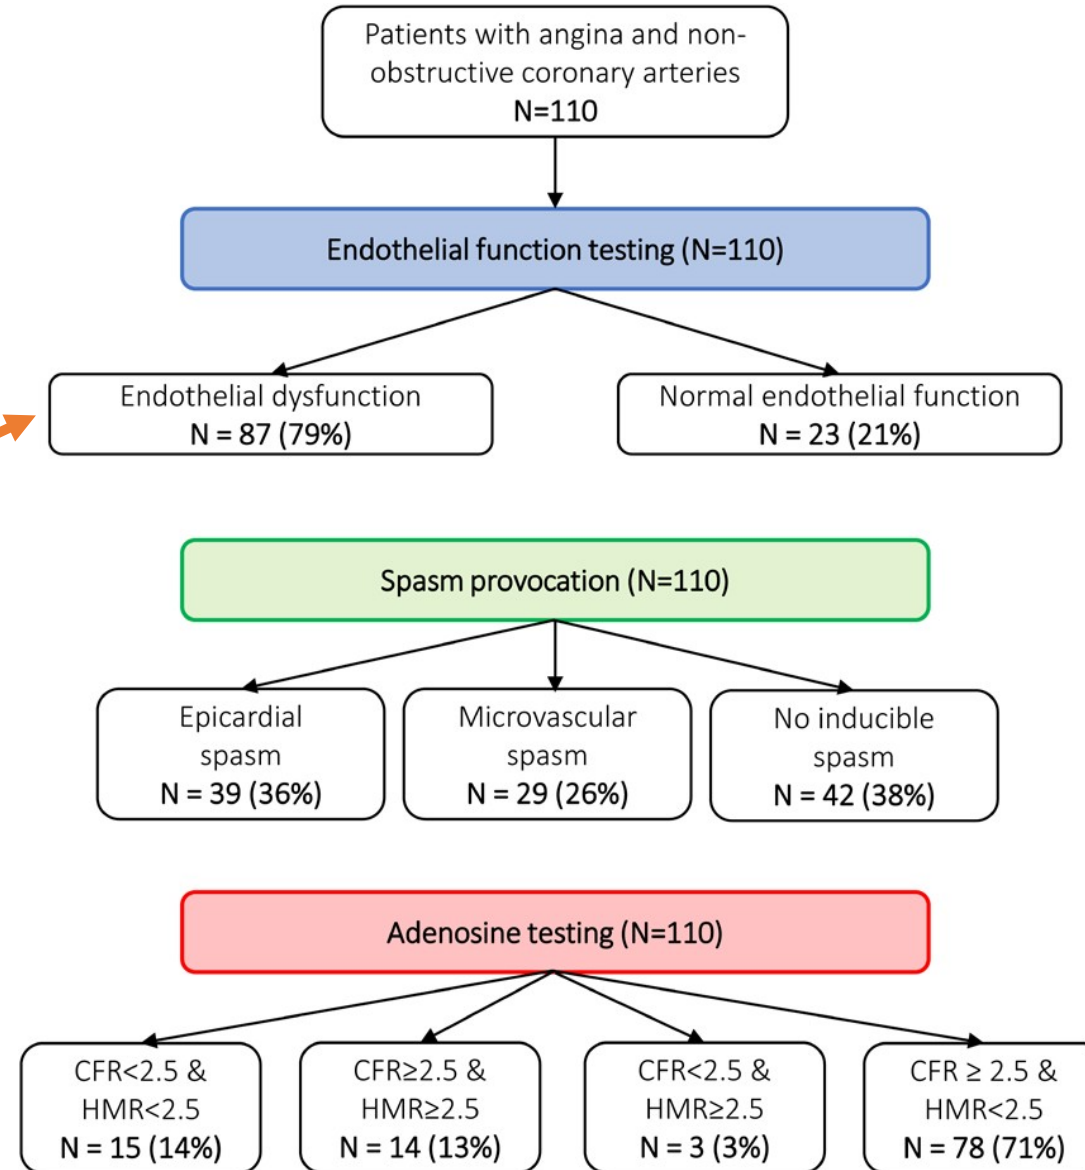 Patients with angina and non-
obstructive coronary arteries
N=110
Endothelial function testing (N=110)
Endothelial dysfunction
N = 87 (79%)
Normal endothelial function
N = 23 (21%)
Spasm provocation (N=110)
Epicardial
spasm
N = 39 (36%)
Microvascular
spasm
N = 29 (26%)
No inducible
spasm
N = 42 (38%)
Adenosine testing (N=110)
CFR<2.5 &
HMR<2.5
N = 15 (14%)
CFR≥2.5 &
HMR≥2.5
N = 14 (13%)
CFR<2.5 &
HMR≥2.5
N = 3 (3%)
CFR ≥ 2.5 &
HMR<2.5
N = 78 (71%)